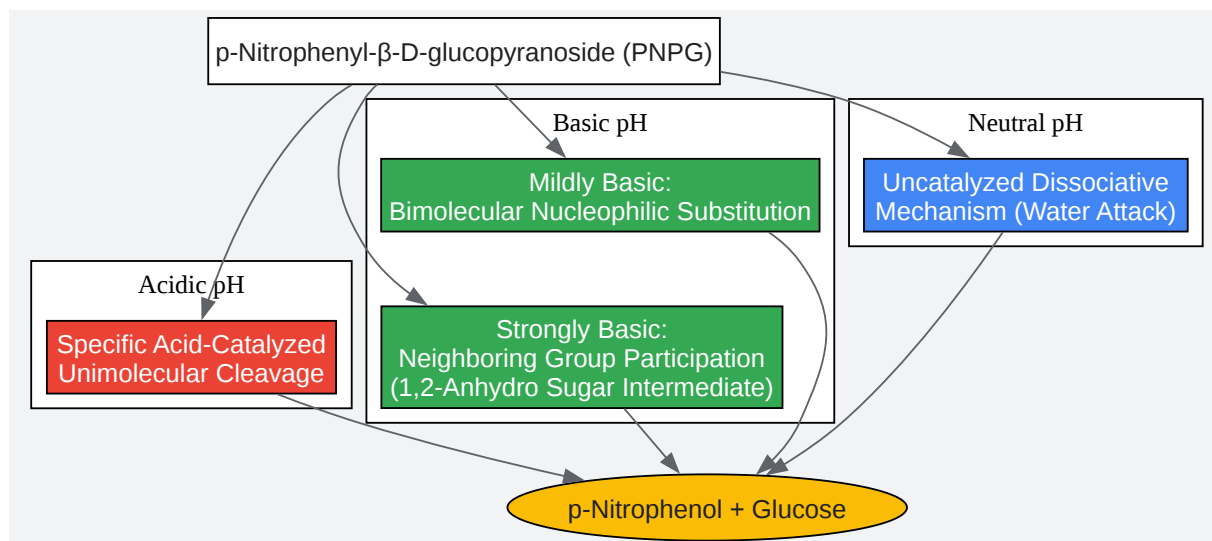 p-Nitrophenyl-β-D-glucopyranoside (PNPG)
Basic pH
Neutral pH
Mildly Basic:
Bimolecular Nucleophilic Substitution
Uncatalyzed Dissociative
Mechanism (Water Attack)
Acidic pH
Specific Acid-Catalyzed
Unimolecular Cleavage
Strongly Basic:
Neighboring Group Participation
(1,2-Anhydro Sugar Intermediate)
p-Nitrophenol + Glucose